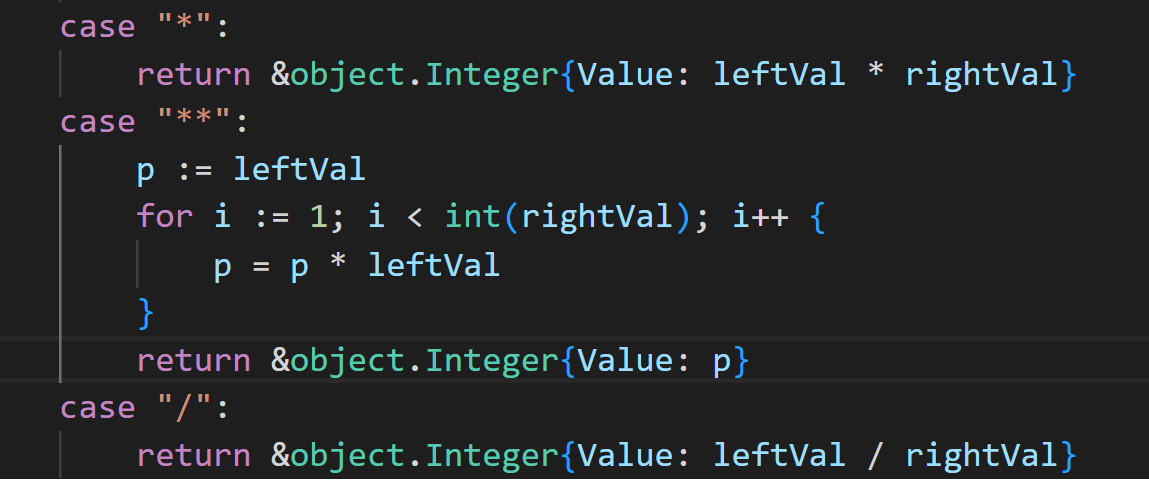 case "*":
    return &object.Integer{Value: leftVal * rightVal}
case "**":
    p := leftVal
    for i := 1; i < int(rightVal); i++ {
        p = p * leftVal
    }
    return &object.Integer{Value: p}
case "/":
    return &object.Integer{Value: leftVal / rightVal}